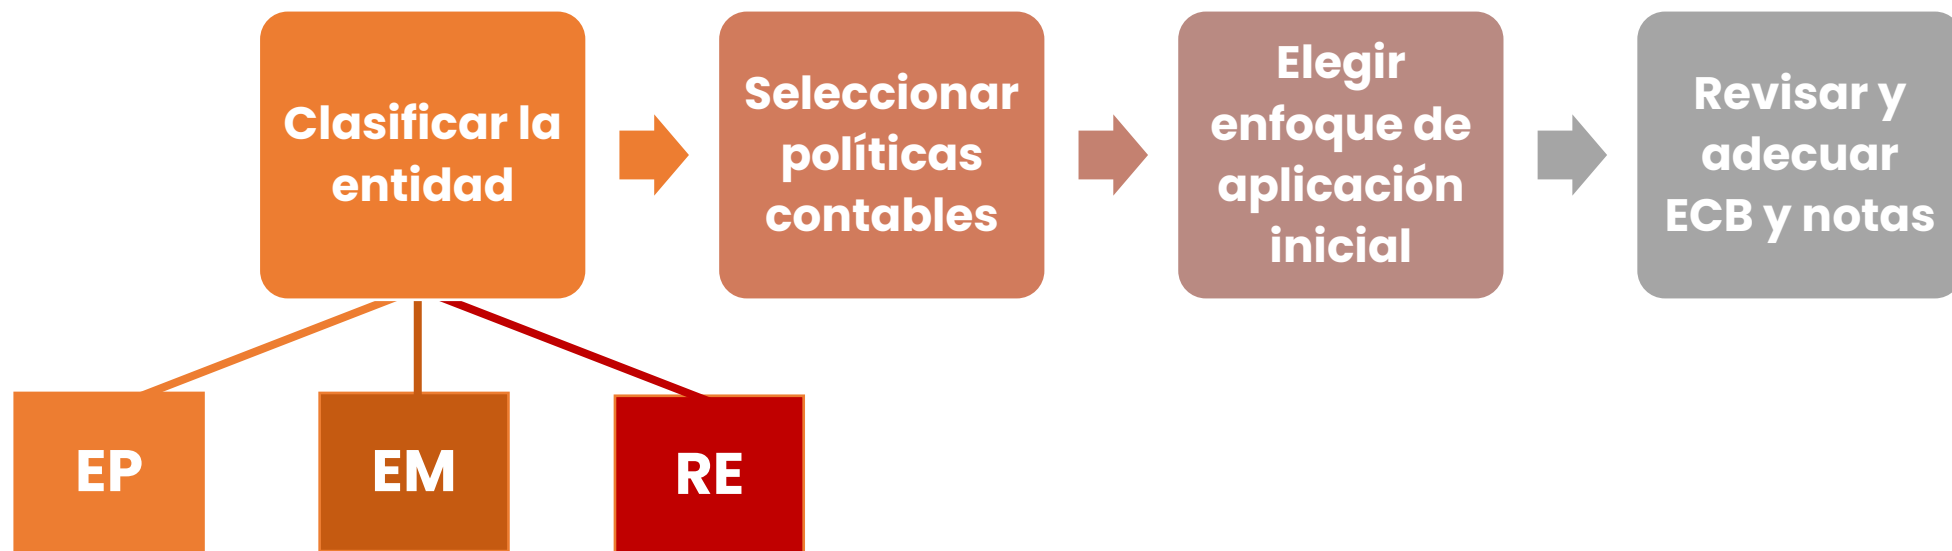 Clasificar la
entidad
Seleccionar
políticas
contables
Elegir
enfoque de
aplicación
inicial
Revisar y
adecuar
ECB y notas
EP
EM
RE